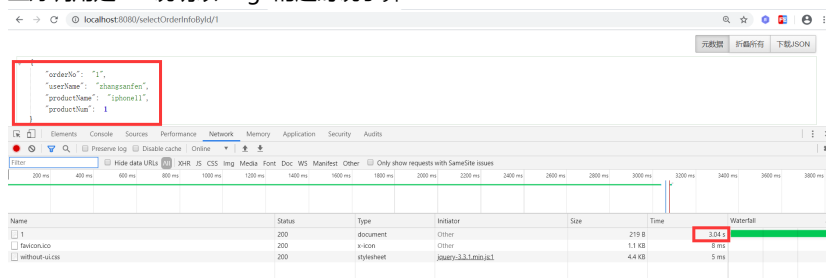 localhost:8080/selectOrderInfoById/1
元数据 折叠所有 下载JSON
{
"orderNo": "1",
"userName": "zhangsanfen",
"productName": "iphone11",
"productNum": 1
}
Elements Console Sources Performance Network Memory Application Security Audits
Preserve log Disable cache Online
Filter Hide data URLs All XHR JS CSS Img Media Font Doc WS Manifest Other Only show requests with SameSite issues
200 ms 400 ms 600 ms 800 ms 1000 ms 1200 ms 1400 ms 1600 ms 1800 ms 2000 ms 2200 ms 2400 ms 2600 ms 2800 ms 3000 ms 3200 ms 3400 ms 3600 ms 3800 ms
Name Status Type Initiator Size Time Waterfall
1 200 document Other 219 B 3.04 s
favicon.ico 200 x-icon Other 1.1 KB 8 ms
without-ui.css 200 stylesheet jquery-3.3.1.min.js:1 4.4 KB 5 ms